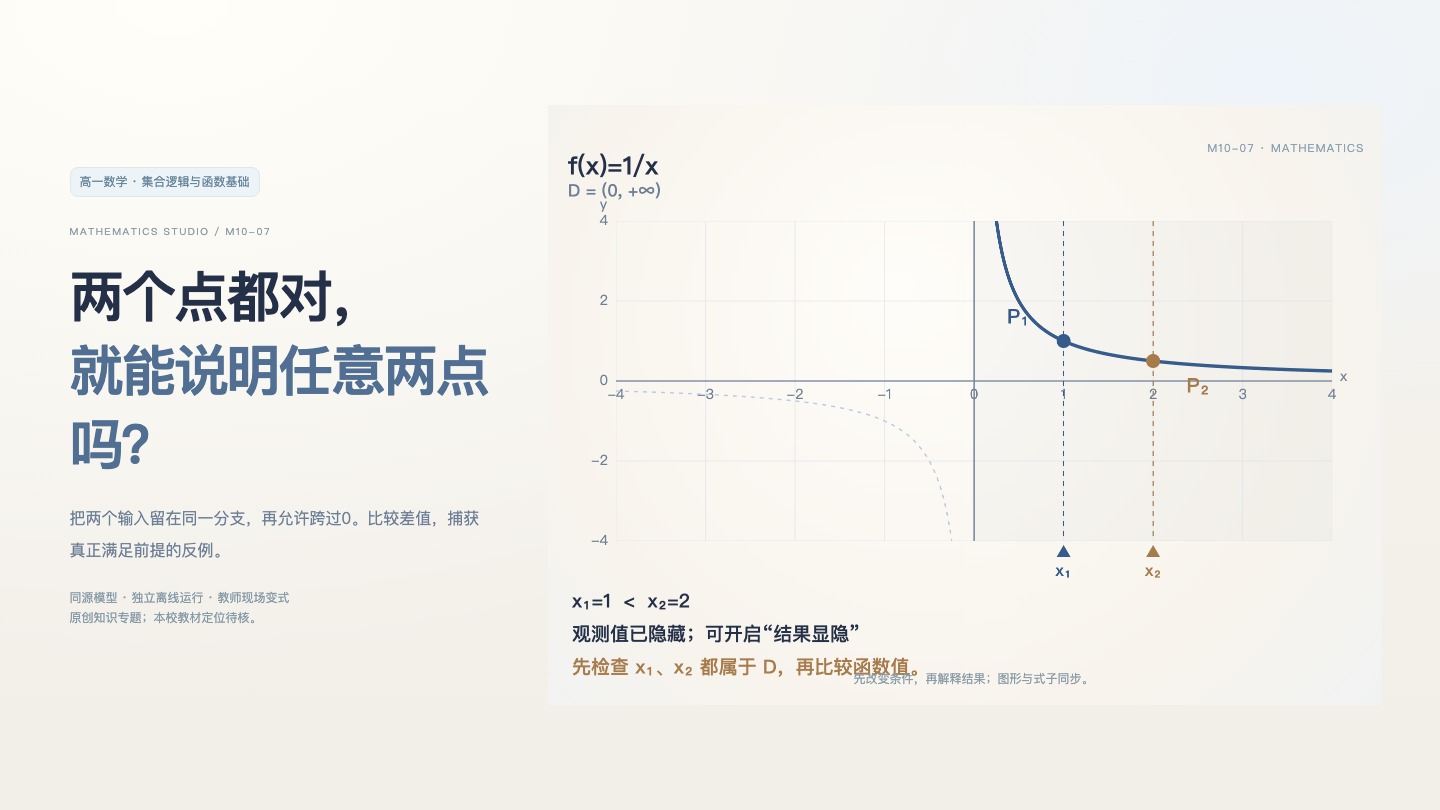 高一数学 · 集合逻辑与函数基础
MATHEMATICS STUDIO / M10-07
两个点都对，
就能说明任意两点
吗？
把两个输入留在同一分支，再允许跨过0。比较差值，捕获
真正满足前提的反例。
同源模型 · 独立离线运行 · 教师现场变式
原创知识专题；本校教材定位待核。
M10-07 · MATHEMATICS
f(x)=1/x
D = (0, +∞)
y
4
2
P₁
0
x
P₂
-4 -3 -2 -1 0 1 2 3 4
-2
-4
x₁ x₂
x₁=1 < x₂=2
观测值已隐藏；可开启“结果显隐”
先检查 x₁、x₂ 都属于 D，再比较函数值。
先改变条件，再解释结果；图形与式子同步。